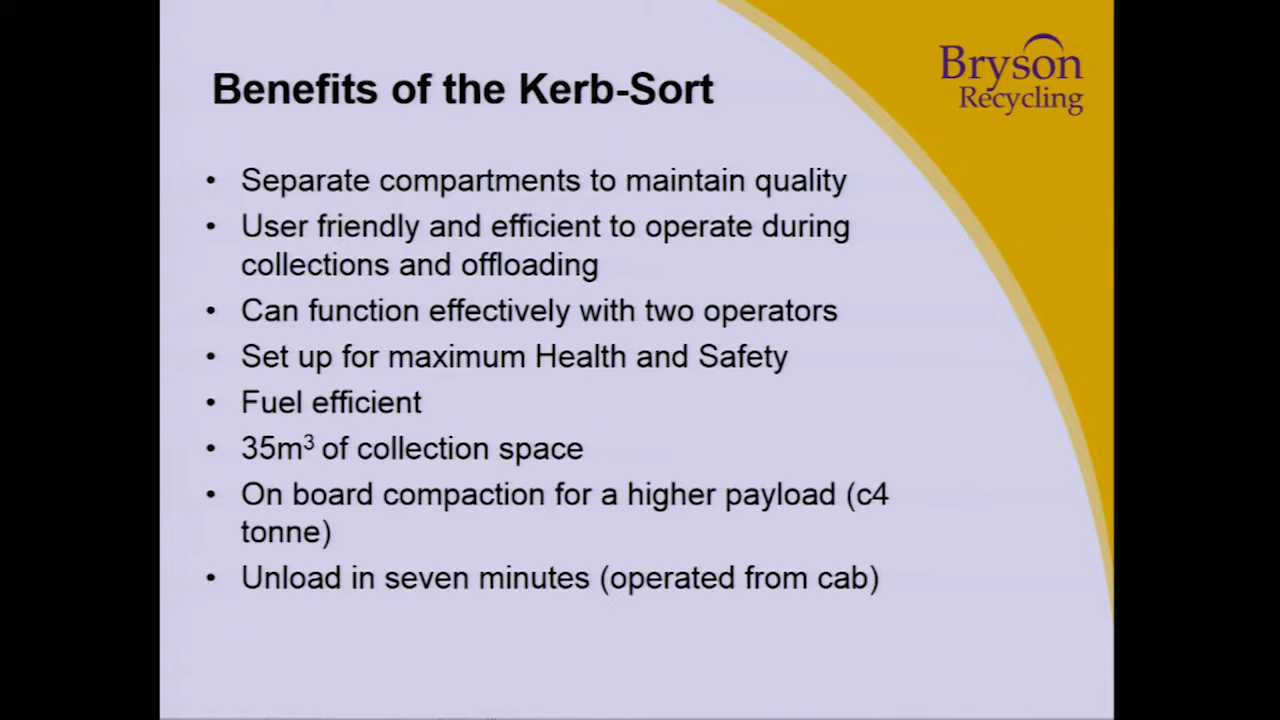 Bryson
Recycling
Benefits of the Kerb-Sort
• Separate compartments to maintain quality
• User friendly and efficient to operate during
collections and offloading
• Can function effectively with two operators
• Set up for maximum Health and Safety
• Fuel efficient
• 35m³ of collection space
• On board compaction for a higher payload (c4
tonne)
• Unload in seven minutes (operated from cab)